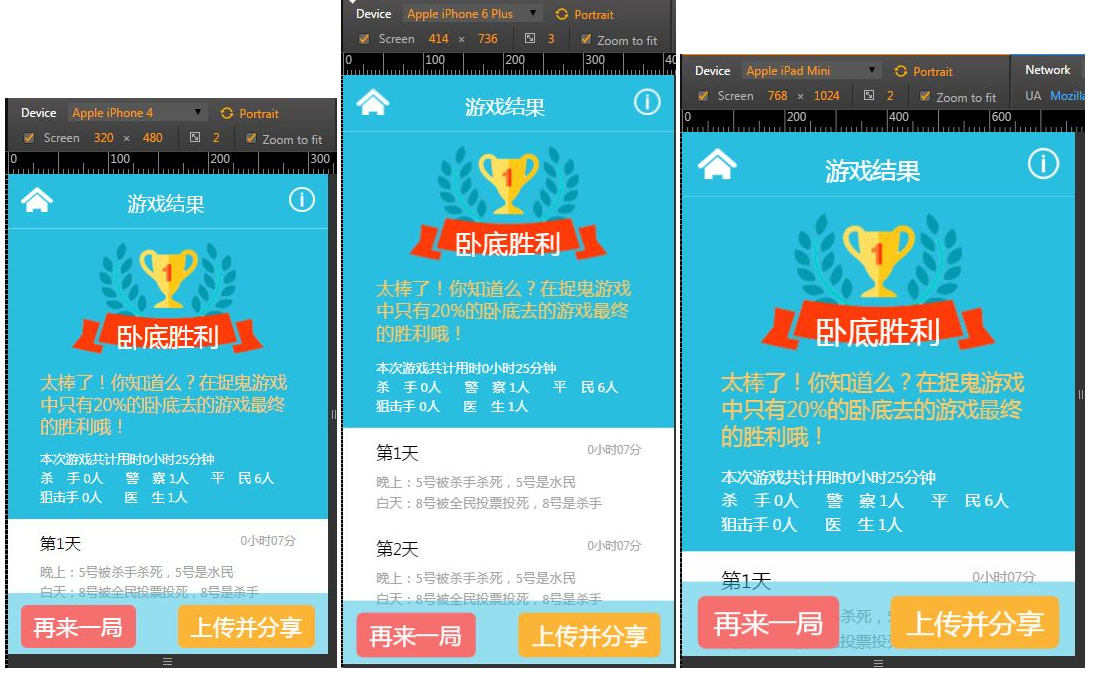 Device Apple iPhone 4 Portrait
Screen 320 × 480 2 Zoom to fit
0 100 200 300
游戏结果
1
卧底胜利
太棒了！你知道么？在捉鬼游戏
中只有20%的卧底去的游戏最终
的胜利哦！
本次游戏共计用时0小时25分钟
杀 手 0人 警 察 1人 平 民 6人
狙击手 0人 医 生 1人
第1天 0小时07分
晚上：5号被杀手杀死，5号是水民
白天：8号被全民投票投死，8号是杀手
再来一局 上传并分享
Device Apple iPhone 6 Plus Portrait
Screen 414 × 736 3 Zoom to fit
0 100 200 300 40
游戏结果
1
卧底胜利
太棒了！你知道么？在捉鬼游戏
中只有20%的卧底去的游戏最终
的胜利哦！
本次游戏共计用时0小时25分钟
杀 手 0人 警 察 1人 平 民 6人
狙击手 0人 医 生 1人
第1天 0小时07分
晚上：5号被杀手杀死，5号是水民
白天：8号被全民投票投死，8号是杀手
第2天 0小时07分
晚上：5号被杀手杀死，5号是水民
白天：8号被全民投票投死，8号是杀手
再来一局 上传并分享
Device Apple iPad Mini Portrait Network
Screen 768 × 1024 2 Zoom to fit UA Mozilla
0 200 400 600
游戏结果
1
卧底胜利
太棒了！你知道么？在捉鬼游戏
中只有20%的卧底去的游戏最终
的胜利哦！
本次游戏共计用时0小时25分钟
杀 手 0人 警 察 1人 平 民 6人
狙击手 0人 医 生 1人
第1天 0小时07分
杀死，5
投票投
再来一局 上传并分享